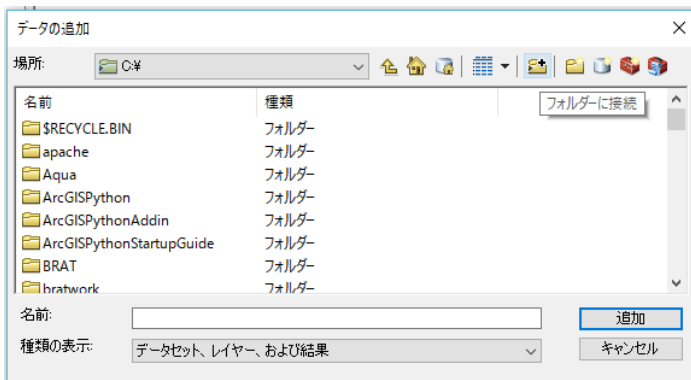 データの追加
場所: C:¥
フォルダーに接続
名前 種類
$RECYCLE.BIN フォルダー
apache フォルダー
Aqua フォルダー
ArcGISPython フォルダー
ArcGISPythonAddin フォルダー
ArcGISPythonStartupGuide フォルダー
BRAT フォルダー
bratwork フォルダー
名前: 追加
種類の表示: データセット、レイヤー、および結果 キャンセル